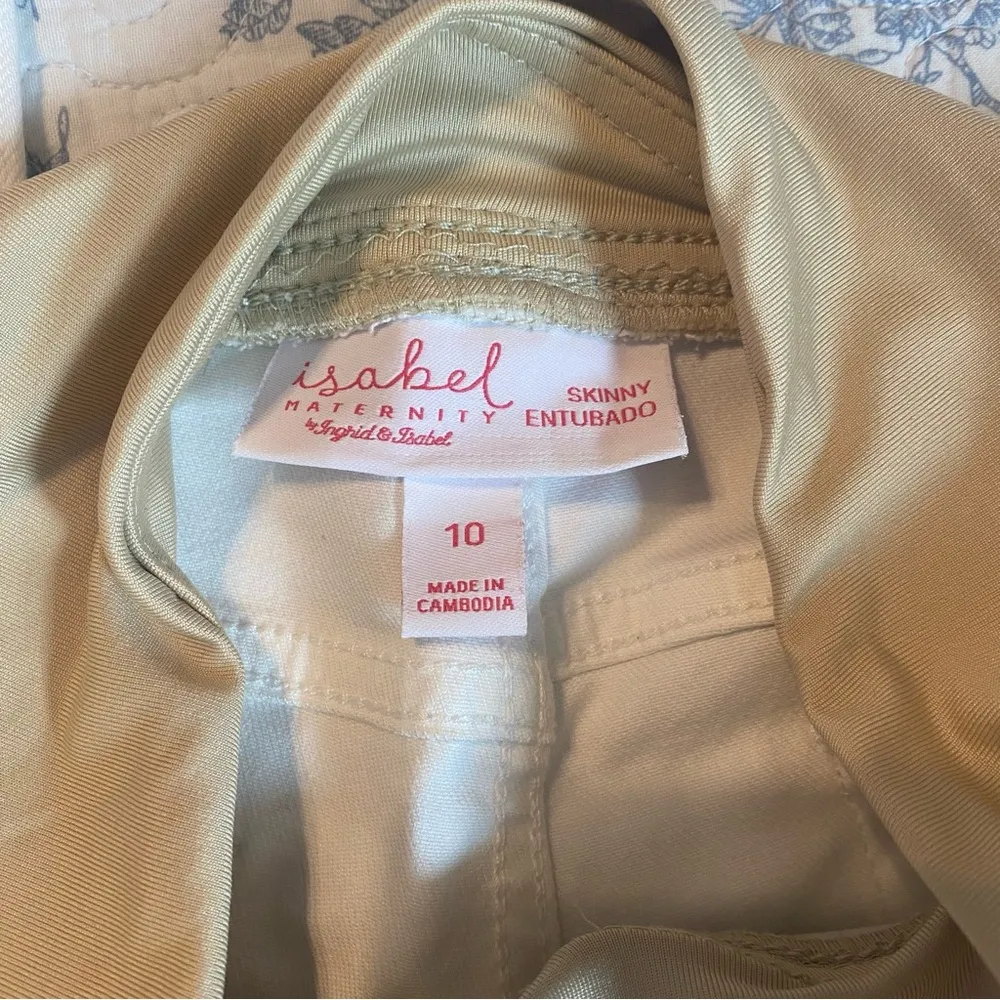 isabel
MATERNITY
by Ingrid & Isabel
SKINNY
ENTUBADO
10
MADE IN
CAMBODIA